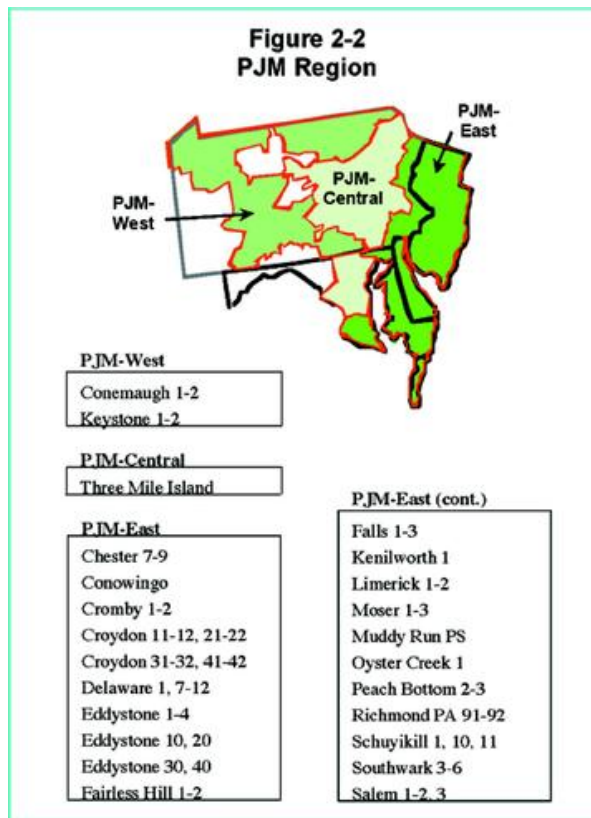 Figure 2-2
PJM Region
PJM-
East
PJM-
Central
PJM-
West
PJM-West
Conemaugh 1-2
Keystone 1-2
PJM-Central
Three Mile Island
PJM-East
Chester 7-9
Conowingo
Cromby 1-2
Croydon 11-12, 21-22
Croydon 31-32, 41-42
Delaware 1, 7-12
Eddystone 1-4
Eddystone 10, 20
Eddystone 30, 40
Fairless Hill 1-2
PJM-East (cont.)
Falls 1-3
Kenilworth 1
Limerick 1-2
Moser 1-3
Muddy Run PS
Oyster Creek 1
Peach Bottom 2-3
Richmond PA 91-92
Schuyikill 1, 10, 11
Southwark 3-6
Salem 1-2, 3